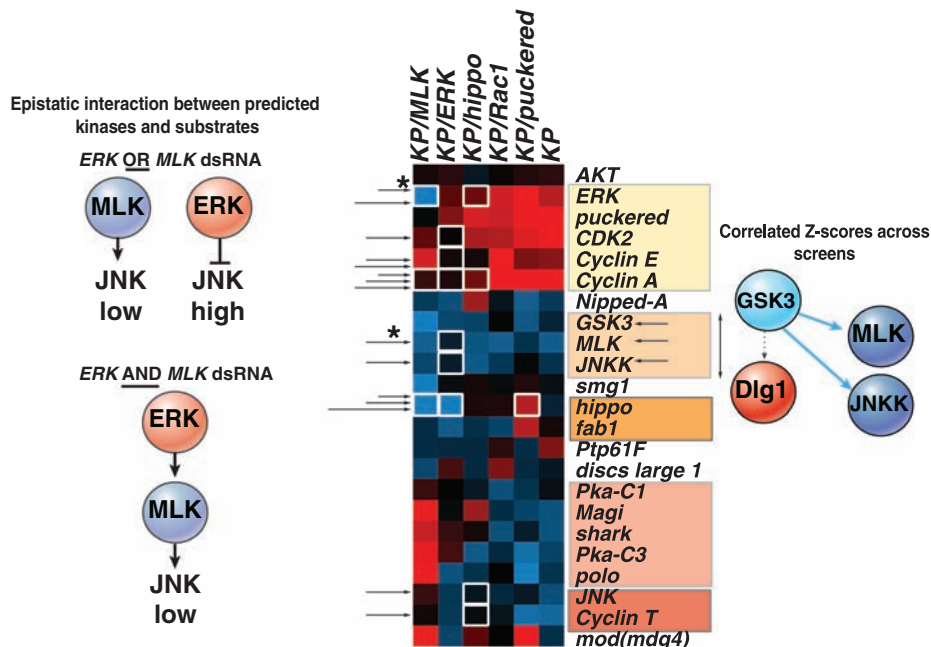 Epistatic interaction between predicted
kinases and substrates
ERK OR MLK dsRNA
MLK
ERK
JNK
low
JNK
high
ERK AND MLK dsRNA
ERK
MLK
JNK
low
KP/MLK
KP/ERK
KP/hippo
KP/Rac1
KP/puckered
KP
*
*
AKT
ERK
puckered
CDK2
Cyclin E
Cyclin A
Nipped-A
GSK3
MLK
JNKK
smg1
hippo
fab1
Ptp61F
discs large 1
Pka-C1
Magi
shark
Pka-C3
polo
JNK
Cyclin T
mod(mdg4)
Correlated Z-scores across
screens
GSK3
MLK
Dlg1
JNKK